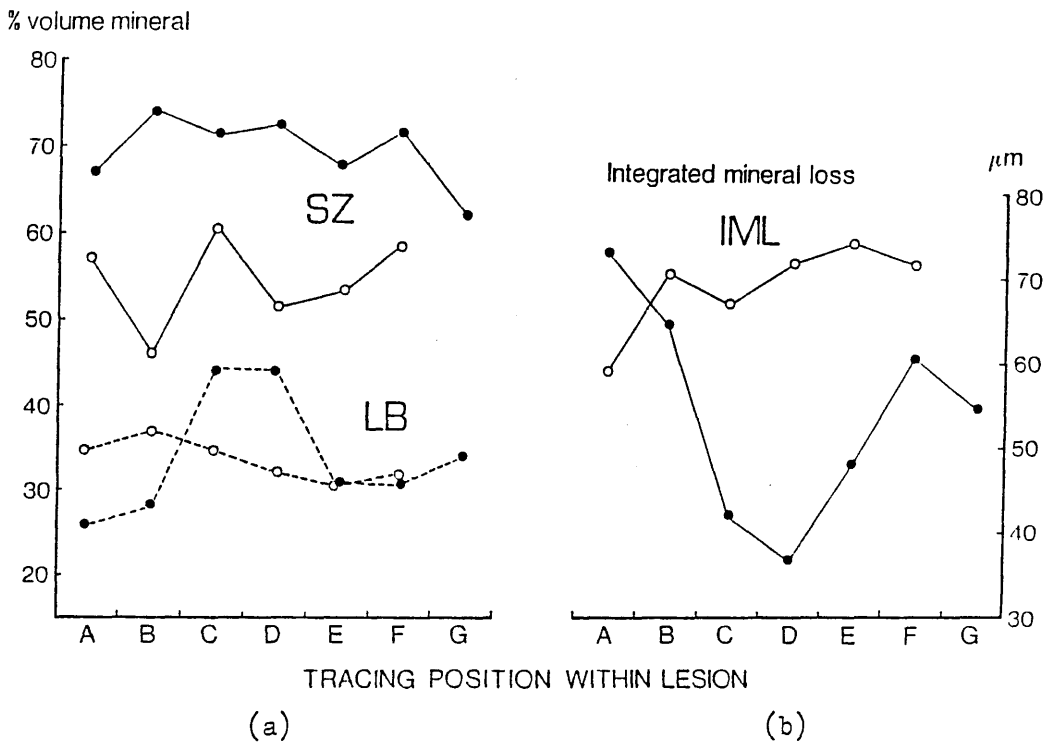 % volume mineral
80
70
60
50
40
30
20
SZ
LB
A B C D E F G
Integrated mineral loss
μm
IML
80
70
60
50
40
30
A B C D E F G
TRACING POSITION WITHIN LESION
(a)
(b)